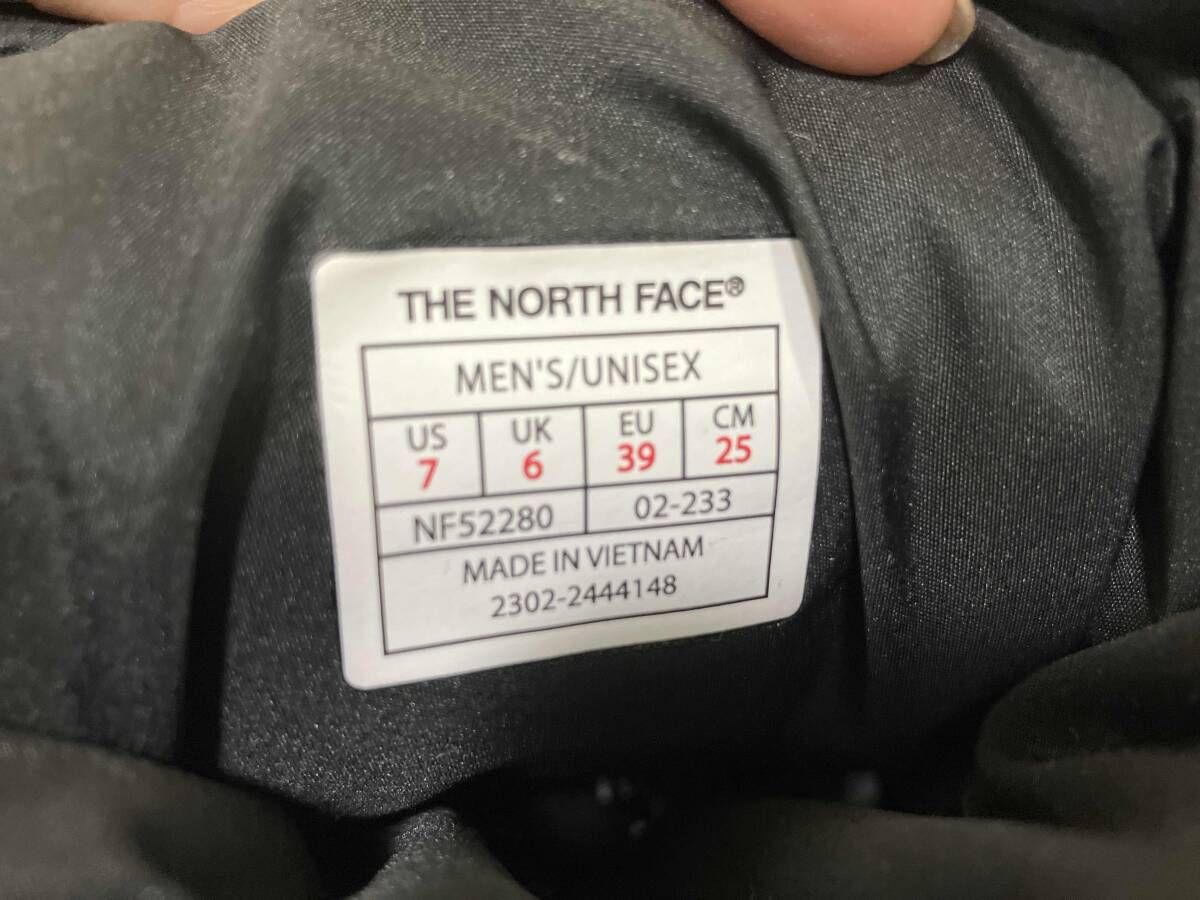 THE NORTH FACE®
MEN'S/UNISEX
US UK EU CM
7 6 39 25
NF52280 02-233
MADE IN VIETNAM
2302-2444148